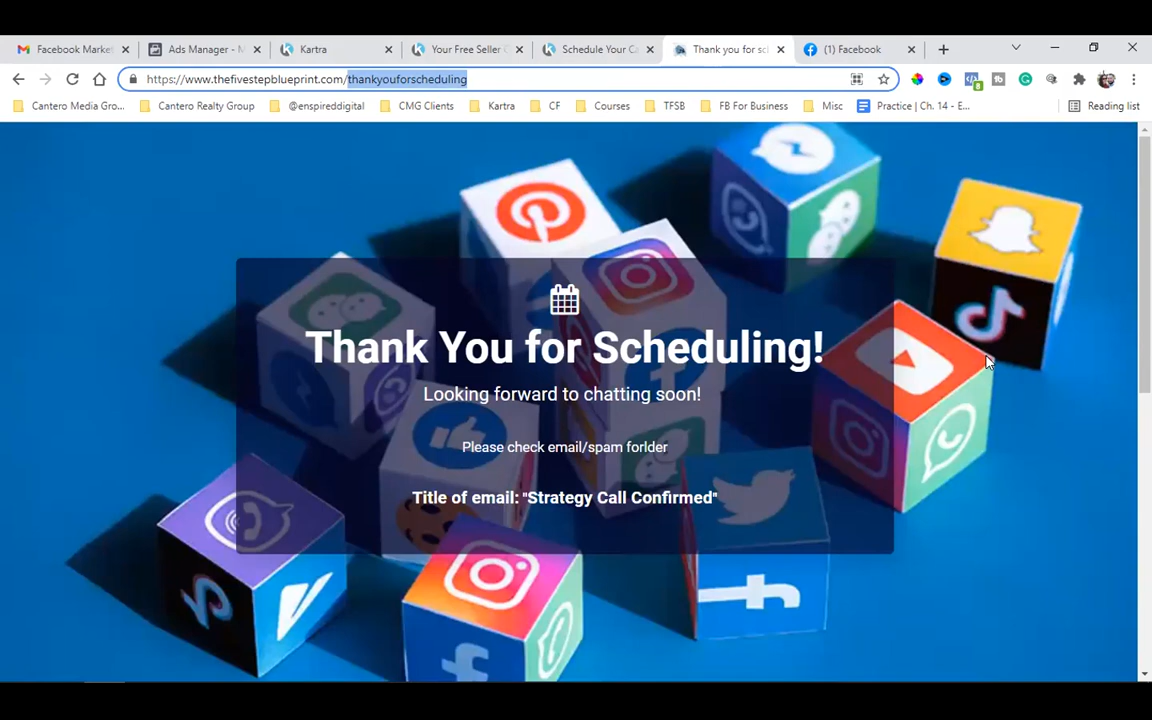 Facebook Market
Ads Manager - M
Kartra
Your Free Seller C
Schedule Your Ca
Thank you for sch
(1) Facebook
https://www.thefivestepblueprint.com/thankyouforscheduling
8
Cantero Media Gro...
Cantero Realty Group
@enspireddigital
CMG Clients
Kartra
CF
Courses
TFSB
FB For Business
Misc
Practice | Ch. 14 - E...
Reading list
Thank You for Scheduling!
Looking forward to chatting soon!
Please check email/spam forlder
Title of email: "Strategy Call Confirmed"